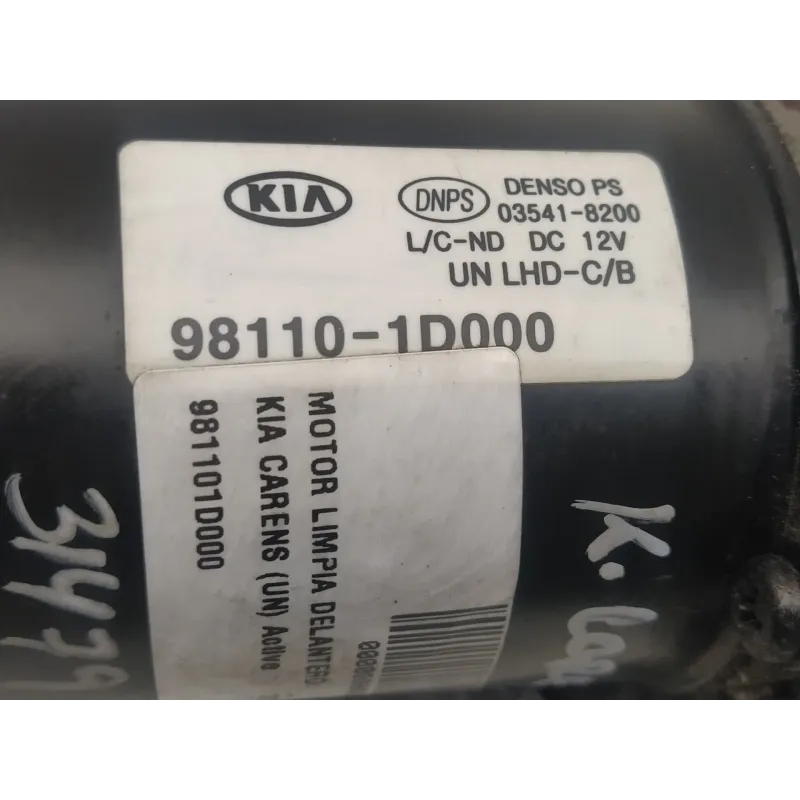 KIA
DNPS
DENSO PS
03541-8200
L/C-ND DC 12V
UN LHD-C/B
98110-1D000
MOTOR LIMPIA DELANTERO
KIA CARENS (UN) Active
981101D000
31479
K.